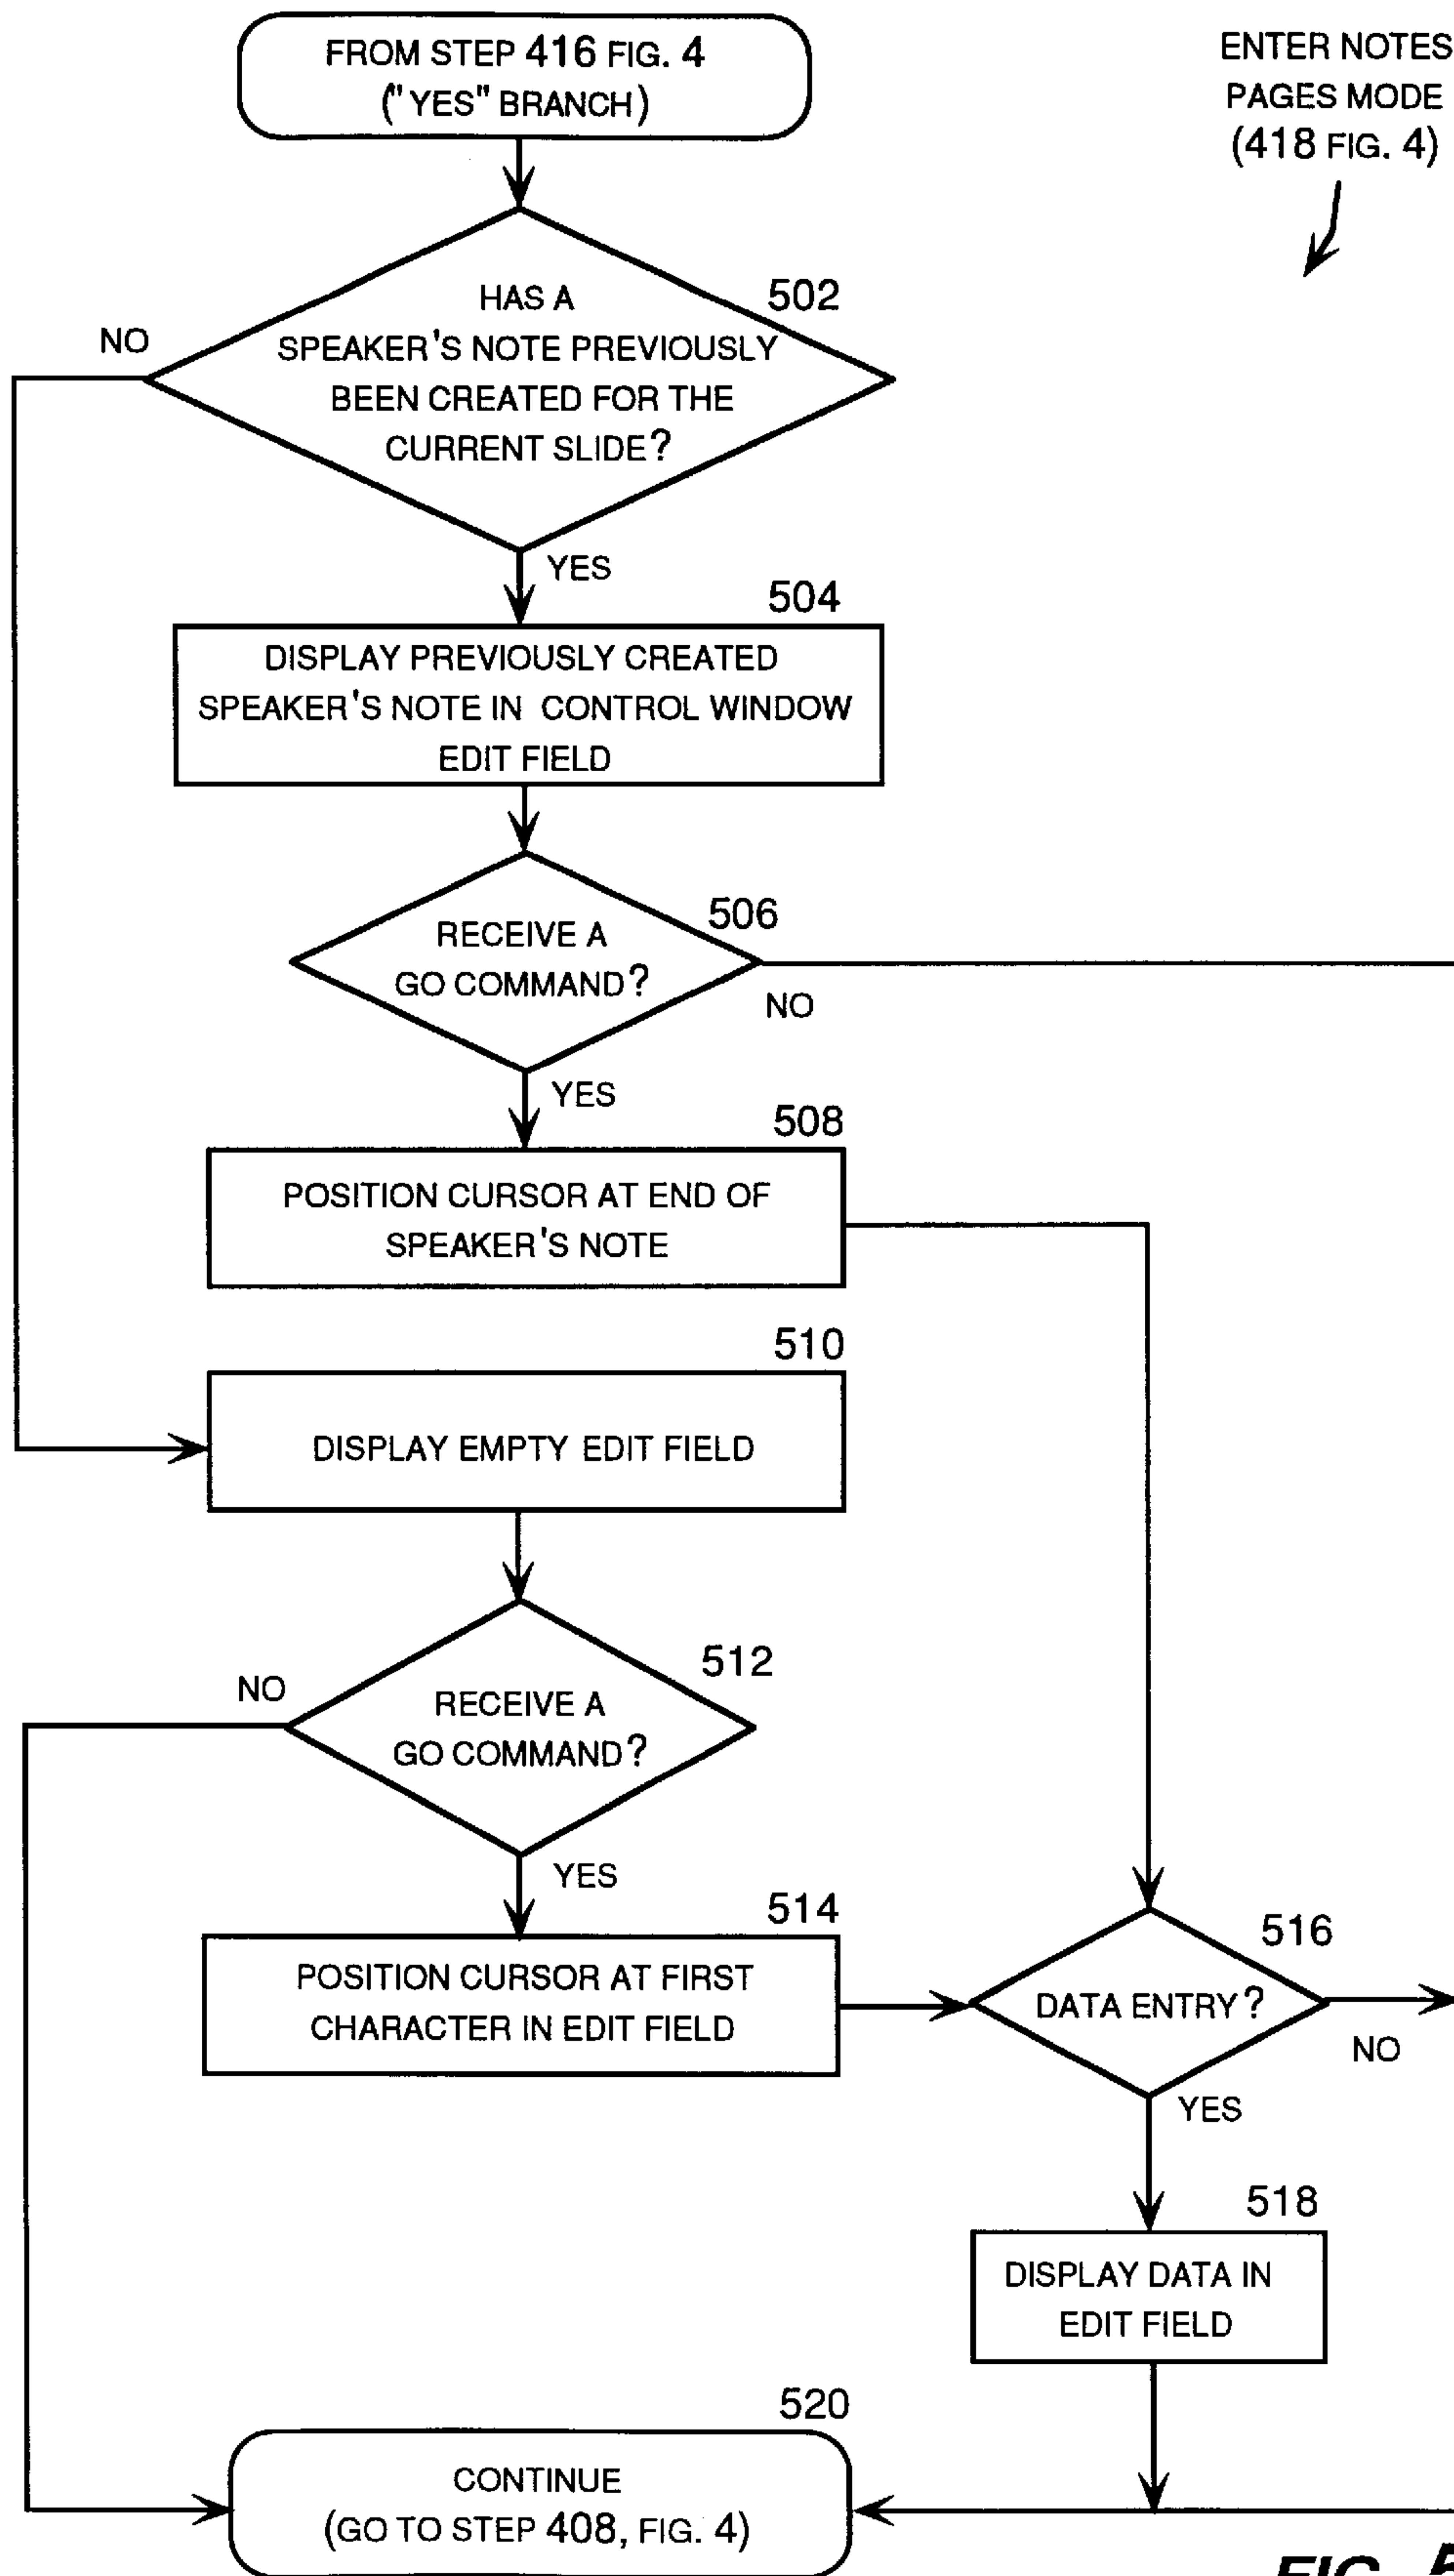 FROM STEP 416 FIG. 4
("YES" BRANCH)
ENTER NOTES
PAGES MODE
(418 FIG. 4)
502
HAS A
SPEAKER'S NOTE PREVIOUSLY
BEEN CREATED FOR THE
CURRENT SLIDE?
NO
YES
504
DISPLAY PREVIOUSLY CREATED
SPEAKER'S NOTE IN CONTROL WINDOW
EDIT FIELD
506
RECEIVE A
GO COMMAND?
NO
YES
508
POSITION CURSOR AT END OF
SPEAKER'S NOTE
510
DISPLAY EMPTY EDIT FIELD
512
NO
RECEIVE A
GO COMMAND?
YES
514
POSITION CURSOR AT FIRST
CHARACTER IN EDIT FIELD
516
DATA ENTRY?
NO
YES
518
DISPLAY DATA IN
EDIT FIELD
520
CONTINUE
(GO TO STEP 408, FIG. 4)
FIG. 5